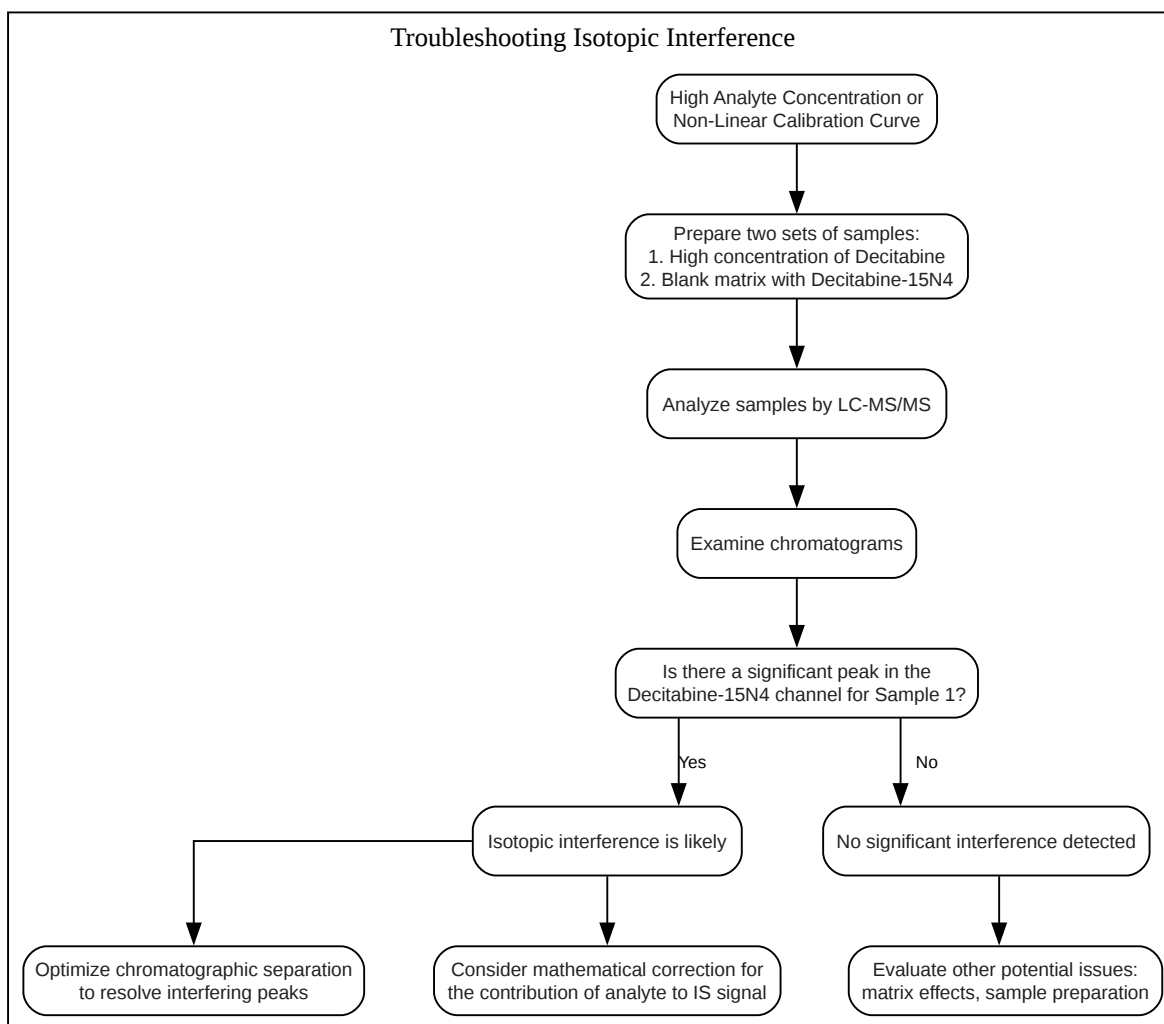 Troubleshooting Isotopic Interference
High Analyte Concentration or
Non-Linear Calibration Curve
Prepare two sets of samples:
1. High concentration of Decitabine
2. Blank matrix with Decitabine-15N4
Analyze samples by LC-MS/MS
Examine chromatograms
Is there a significant peak in the
Decitabine-15N4 channel for Sample 1?
Yes
No
Isotopic interference is likely
No significant interference detected
Optimize chromatographic separation
to resolve interfering peaks
Consider mathematical correction for
the contribution of analyte to IS signal
Evaluate other potential issues:
matrix effects, sample preparation